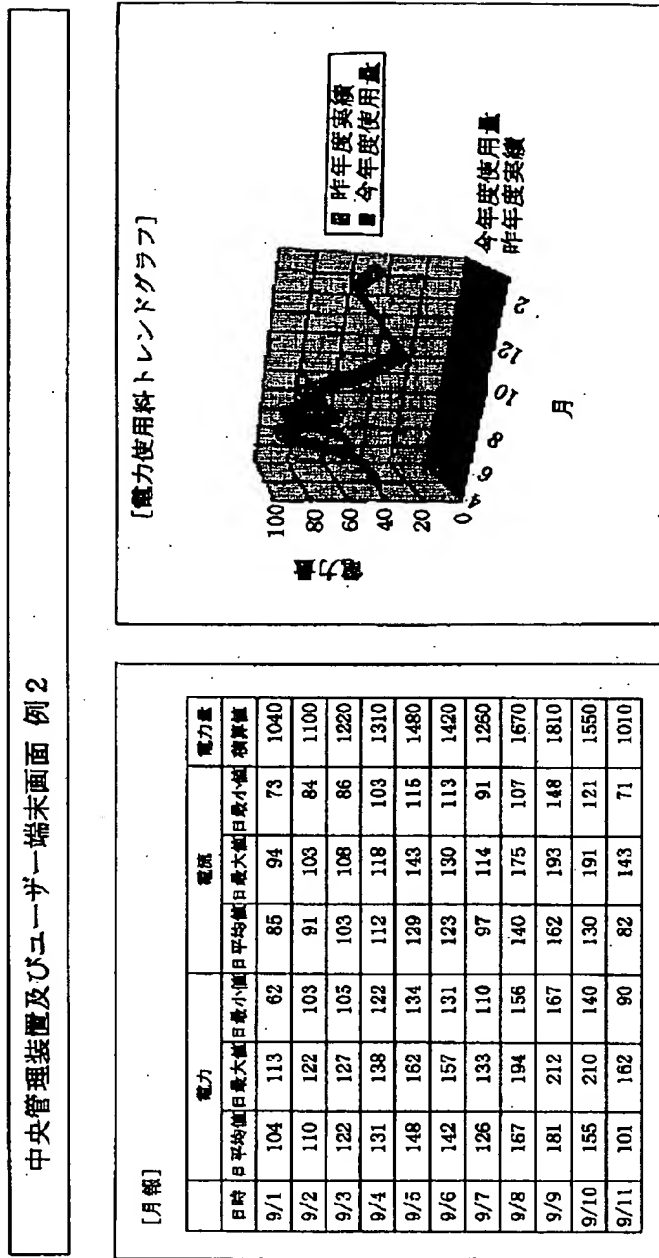 中央管理装置及びユーザー端末画面 例2
[月報]
電力 電流 電力量
日時 日平均値 日最大値 日最小値 日平均値 日最大値 日最小値 積算値
9/1 104 113 62 85 94 73 1040
9/2 110 122 103 91 103 84 1100
9/3 122 127 105 103 108 86 1220
9/4 131 138 122 112 118 103 1310
9/5 148 162 134 129 143 115 1480
9/6 142 157 131 123 130 113 1420
9/7 126 133 110 97 114 91 1260
9/8 167 194 156 140 175 107 1670
9/9 181 212 167 162 193 148 1810
9/10 155 210 140 130 191 121 1550
9/11 101 162 90 82 143 71 1010
[電力使用料トレンドグラフ]
電力量
100
80
60
40
20
0
4 6 8 10 12 2
月
今年度使用量
昨年度実績
昨年度実績
今年度使用量